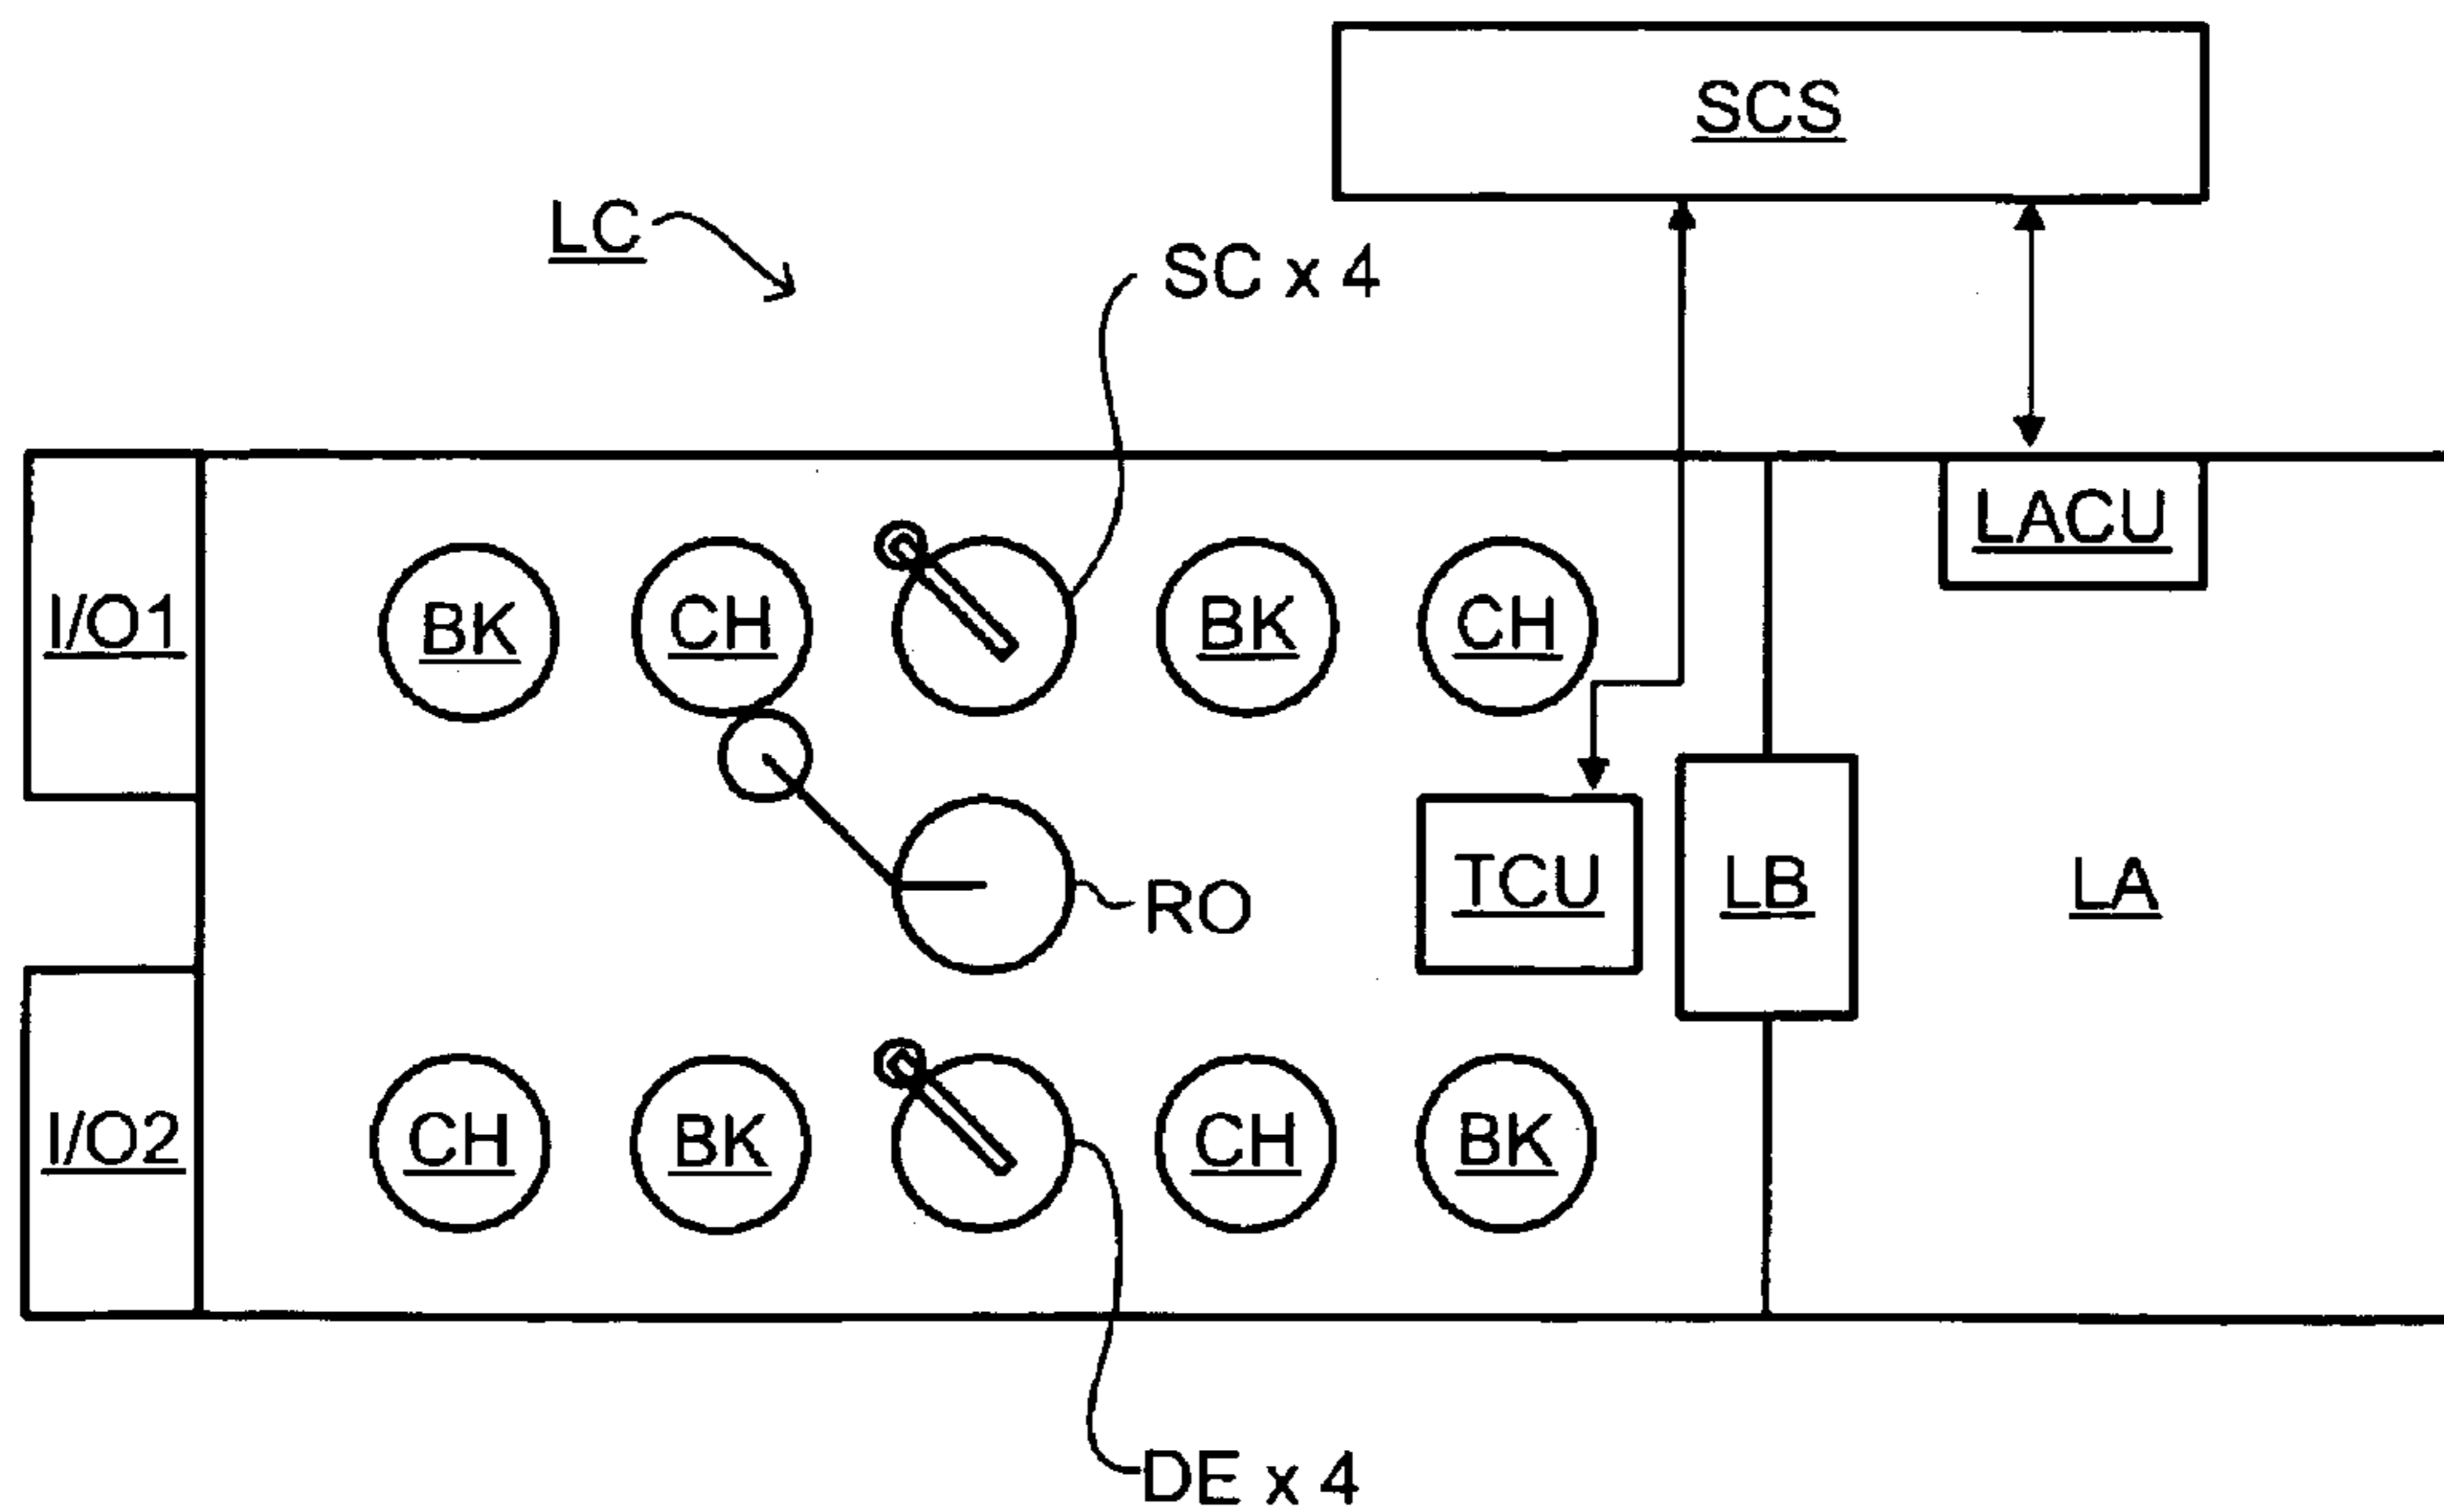 SCS
LC
SC x 4
LACU
I/O1
BK
CH
BK
CH
TCU
LB
LA
RO
I/O2
CH
BK
CH
BK
DE x 4